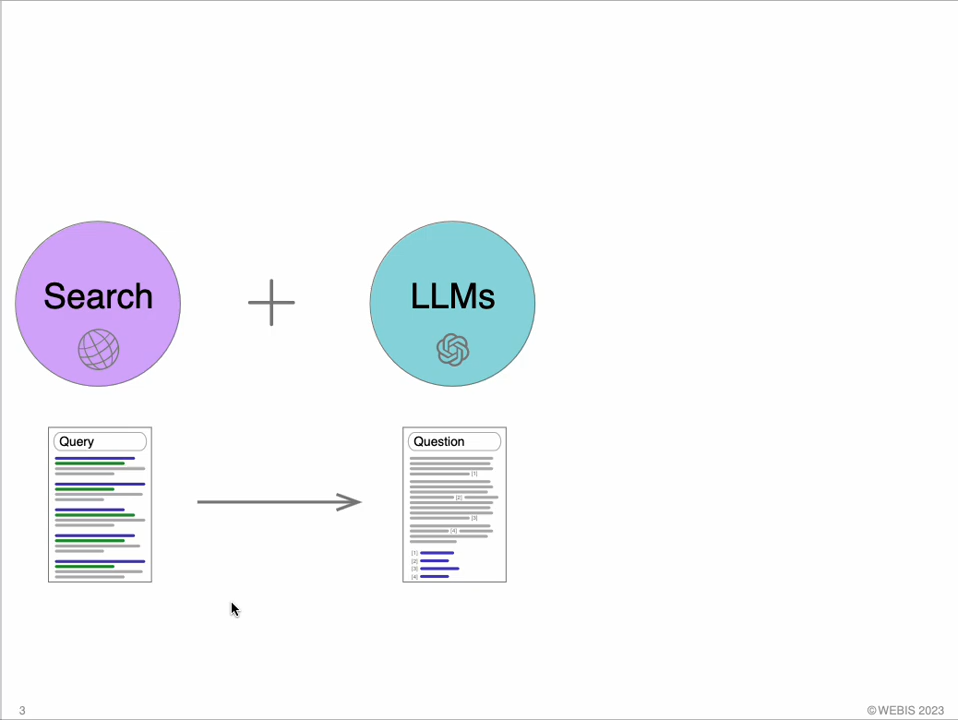 Search
LLMs
Query
Question
[1]
[2]
[3]
[4]
[1]
[2]
[3]
[4]
3
©WEBIS 2023